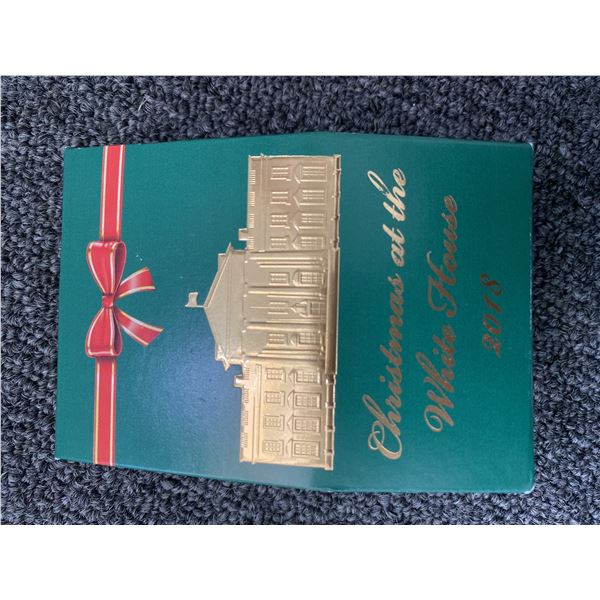 Christmas at the
White House
2018